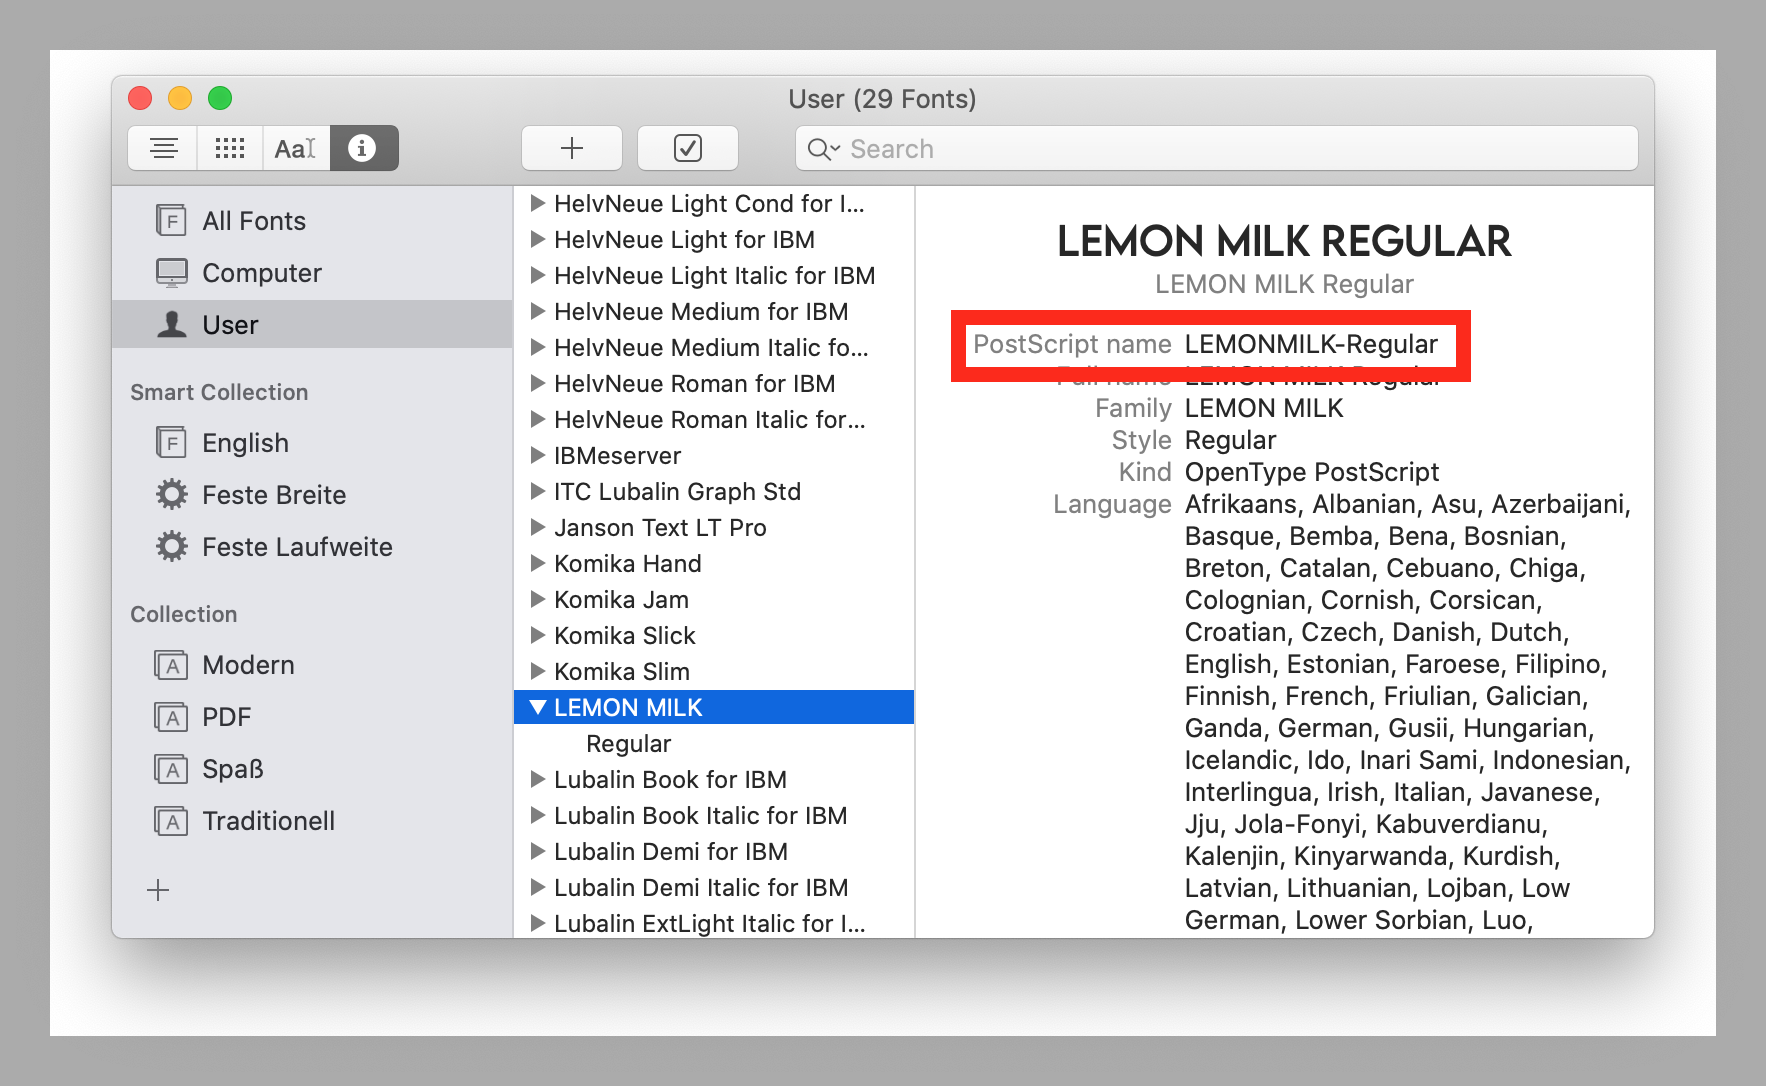 User (29 Fonts)
Aa
Search
All Fonts
Computer
User
Smart Collection
English
Feste Breite
Feste Laufweite
Collection
Modern
PDF
Spaß
Traditionell
HelvNeue Light Cond for I...
HelvNeue Light for IBM
HelvNeue Light Italic for IBM
HelvNeue Medium for IBM
HelvNeue Medium Italic fo...
HelvNeue Roman for IBM
HelvNeue Roman Italic for...
IBMeserver
ITC Lubalin Graph Std
Janson Text LT Pro
Komika Hand
Komika Jam
Komika Slick
Komika Slim
LEMON MILK
Regular
Lubalin Book for IBM
Lubalin Book Italic for IBM
Lubalin Demi for IBM
Lubalin Demi Italic for IBM
Lubalin ExtLight Italic for I...
LEMON MILK REGULAR
LEMON MILK Regular
PostScript name LEMONMILK-Regular
Full name LEMON MILK Regular
Family LEMON MILK
Style Regular
Kind OpenType PostScript
Language Afrikaans, Albanian, Asu, Azerbaijani,
Basque, Bemba, Bena, Bosnian,
Breton, Catalan, Cebuano, Chiga,
Colognian, Cornish, Corsican,
Croatian, Czech, Danish, Dutch,
English, Estonian, Faroese, Filipino,
Finnish, French, Friulian, Galician,
Ganda, German, Gusii, Hungarian,
Icelandic, Ido, Inari Sami, Indonesian,
Interlingua, Irish, Italian, Javanese,
Jju, Jola-Fonyi, Kabuverdianu,
Kalenjin, Kinyarwanda, Kurdish,
Latvian, Lithuanian, Lojban, Low
German, Lower Sorbian, Luo,